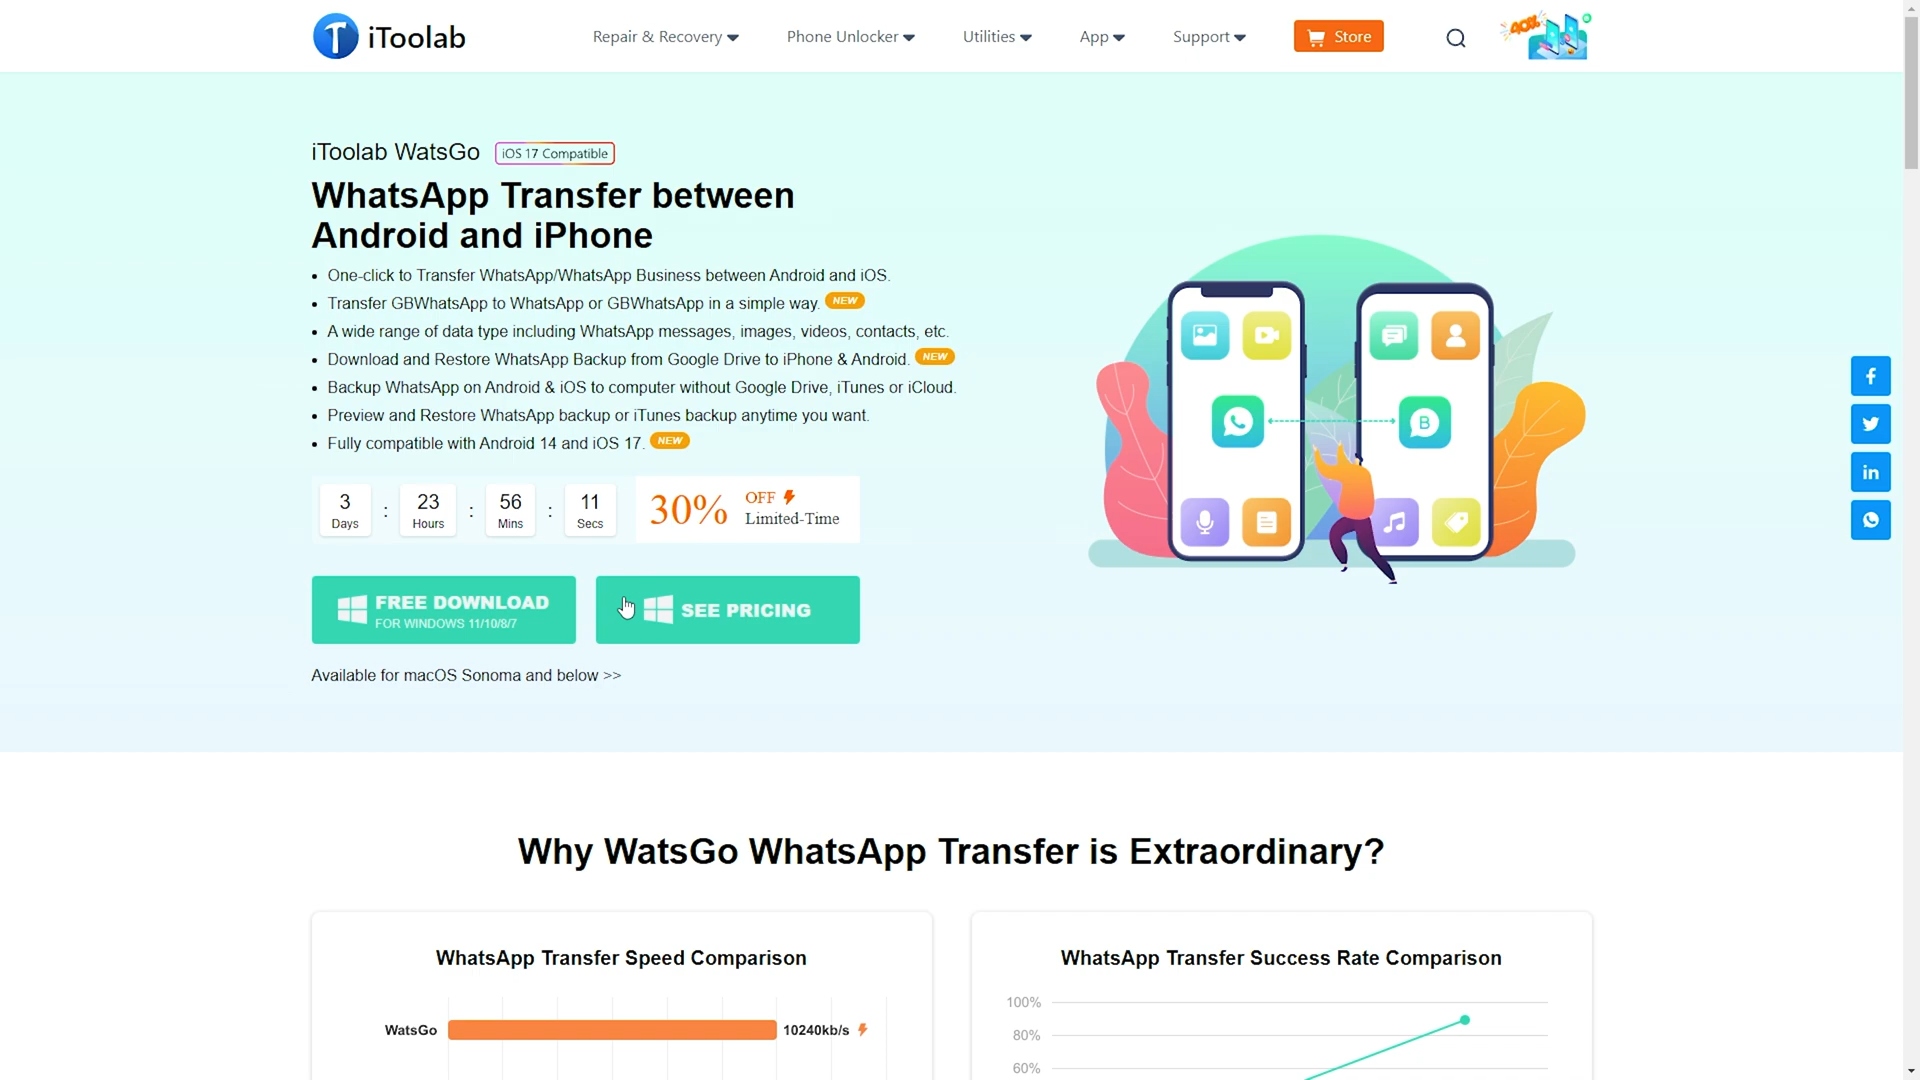 iToolab
Repair & Recovery
Phone Unlocker
Utilities
App
Support
Store
40%
iToolab WatsGo
iOS 17 Compatible
WhatsApp Transfer between
Android and iPhone
One-click to Transfer WhatsApp/WhatsApp Business between Android and iOS.
Transfer GBWhatsApp to WhatsApp or GBWhatsApp in a simple way. NEW
A wide range of data type including WhatsApp messages, images, videos, contacts, etc.
Download and Restore WhatsApp Backup from Google Drive to iPhone & Android. NEW
Backup WhatsApp on Android & iOS to computer without Google Drive, iTunes or iCloud.
Preview and Restore WhatsApp backup or iTunes backup anytime you want.
Fully compatible with Android 14 and iOS 17. NEW
3 : 23 : 56 : 11
Days Hours Mins Secs
30% OFF
Limited-Time
FREE DOWNLOAD
FOR WINDOWS 11/10/8/7
SEE PRICING
Available for macOS Sonoma and below >>
B
Why WatsGo WhatsApp Transfer is Extraordinary?
WhatsApp Transfer Speed Comparison
WatsGo 10240kb/s
WhatsApp Transfer Success Rate Comparison
100%
80%
60%